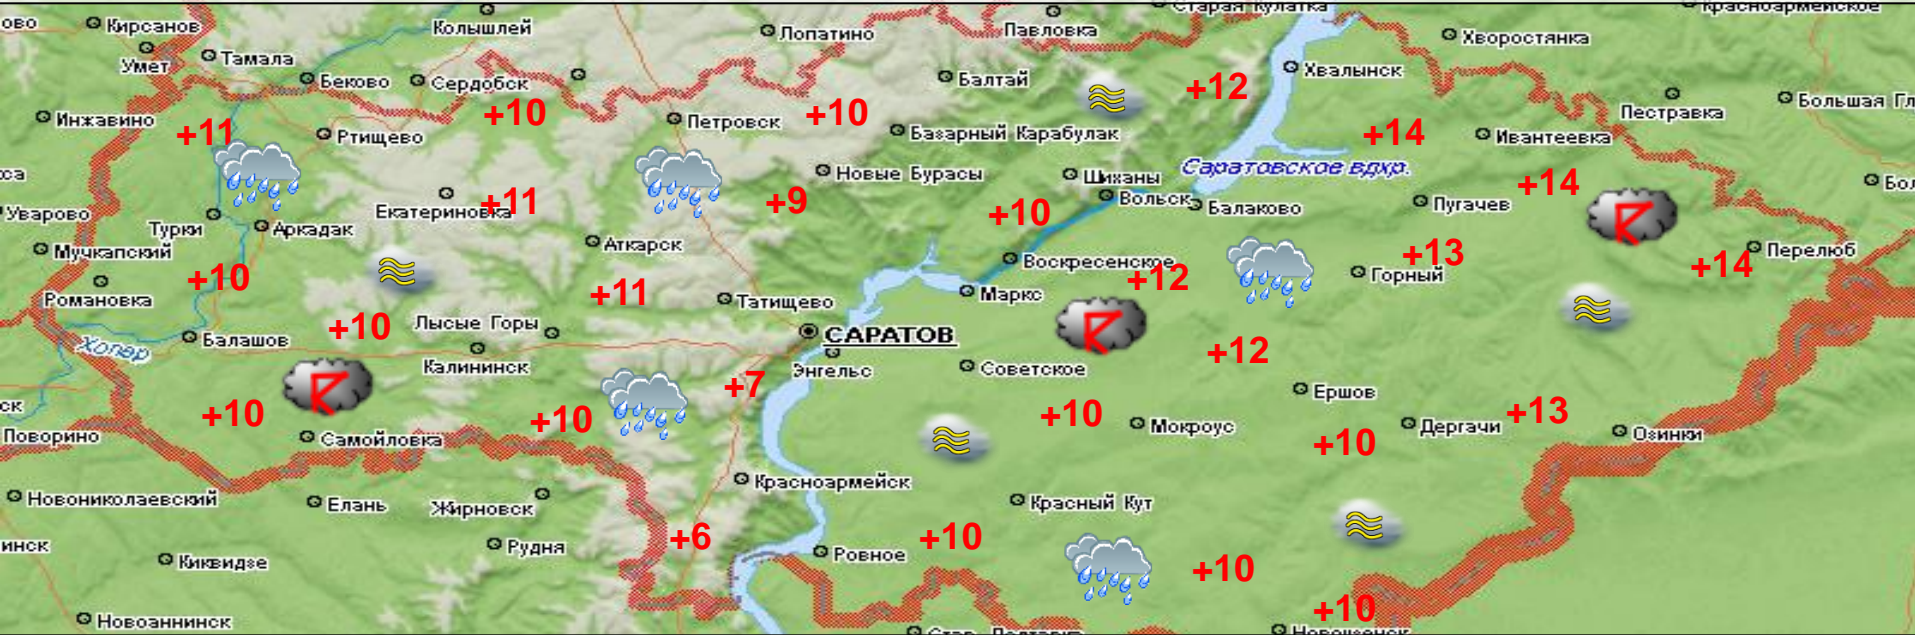 ово
Кирсанов
Колышлей
Лопатино
Павловка
Старая Кулатка
Красноармейское
Хворостянка
Умет
Тамала
Беково
Сердобск
Балтай
+12
Хвалынск
Инжавино
+11
Ртищево
+10
Петровск
+10
Базарный Карабулак
+14
Ивантеевка
Пестравка
Большая Гл
Новые Бурасы
Шиханы
Саратовское вдхр.
+14
Уварово
Турки
Аркадак
Екатериновка
+11
+9
+10
Вольск
Балаково
Пугачев
R
Мучкапский
Аткарск
Воскресенское
+12
+13
Горный
+14
Перелюб
+10
Романовка
+11
Татищево
Маркс
Хопер
Балашов
+10
Лысые Горы
САРАТОВ
R
+12
Калининск
Энгельс
Советское
R
+7
Ершов
ск
Поворино
+10
Самойловка
+10
+10
Мокроус
+10
Дергачи
+13
Озинки
Новониколаевский
Елань
Жирновск
Красноармейск
Красный Кут
инск
Киквидзе
Рудня
+6
Ровное
+10
+10
Новоаннинск
+10